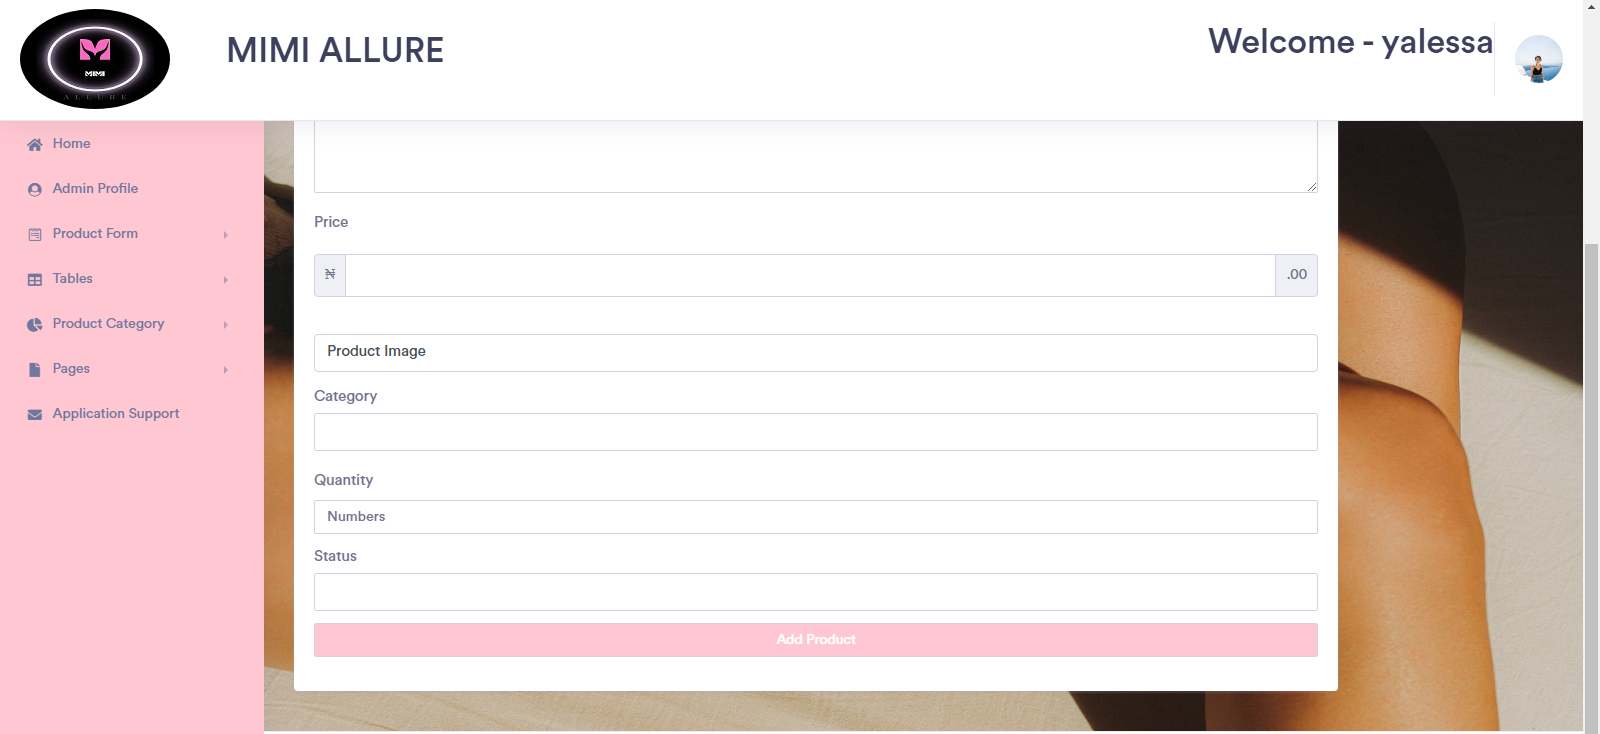 MIMI
ALLURE
MIMI ALLURE
Welcome - yalessa
Home
Admin Profile
Product Form
Tables
Product Category
Pages
Application Support
Price
₦
.00
Product Image
Category
Quantity
Numbers
Status
Add Product